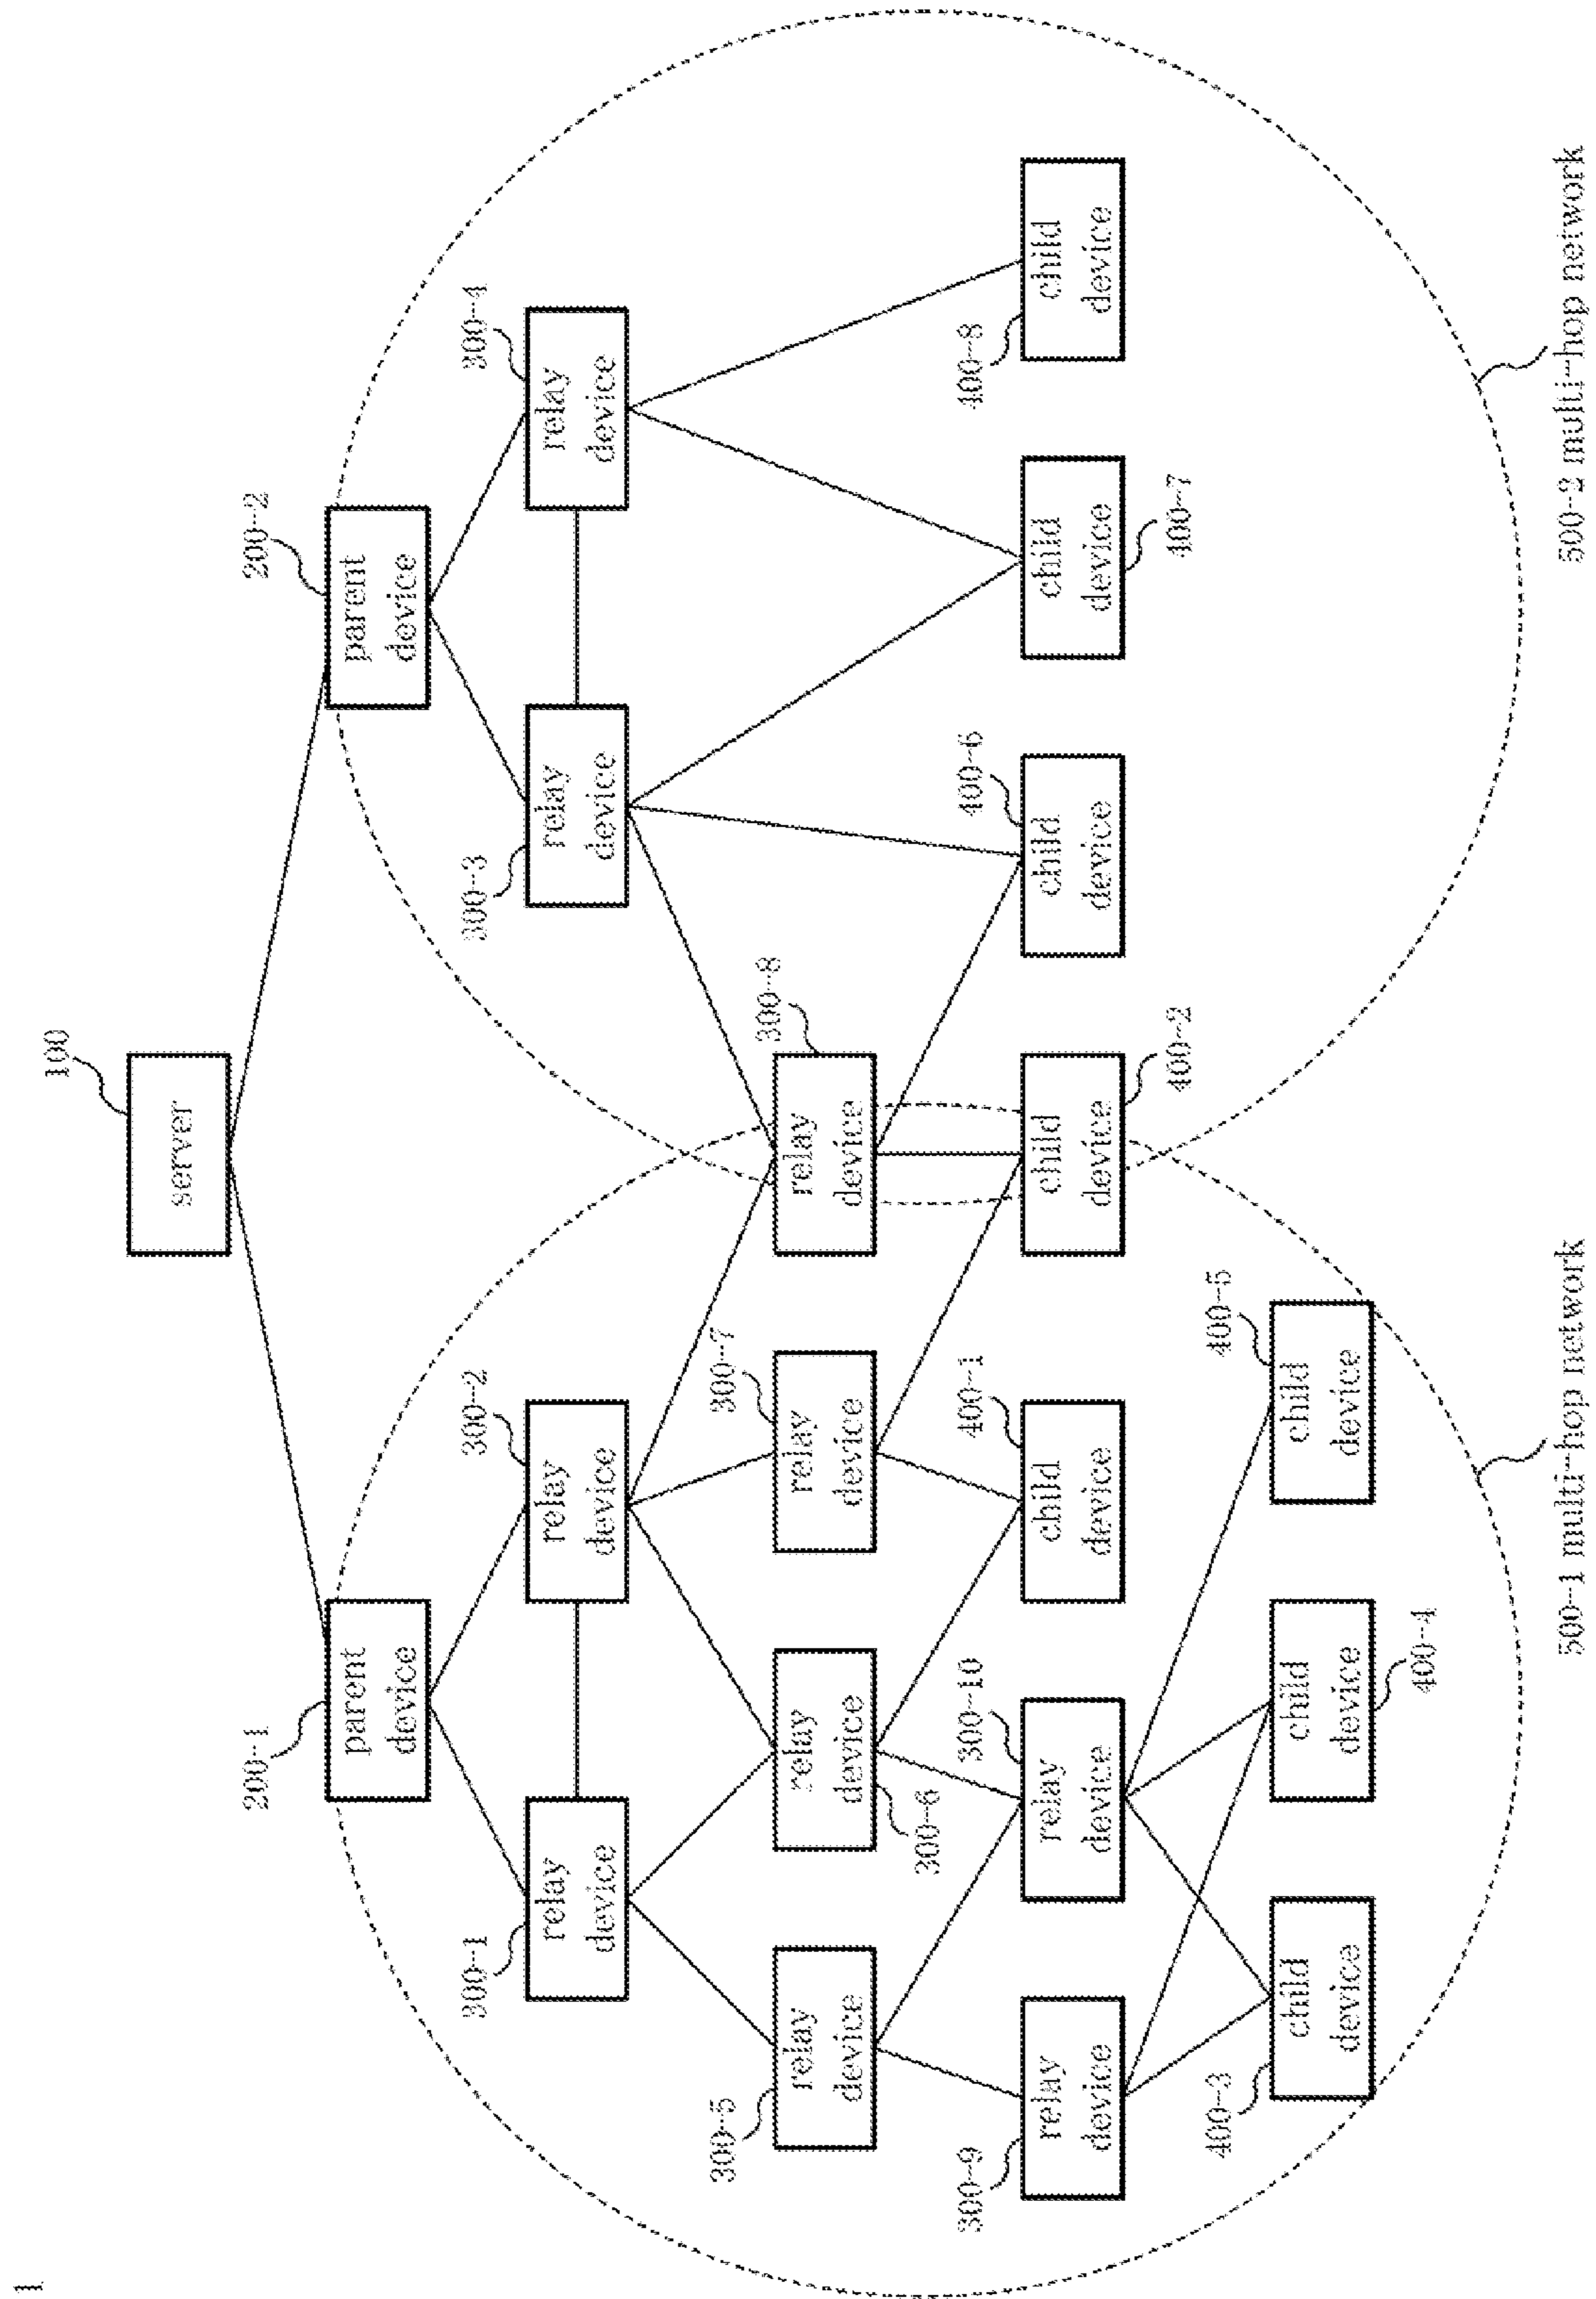 1
100
server
200-1
parent
device
200-2
parent
device
300-1
relay
device
300-2
relay
device
300-3
relay
device
300-4
relay
device
300-5
relay
device
300-6
relay
device
300-7
relay
device
300-8
relay
device
300-9
relay
device
300-10
relay
device
400-1
child
device
400-2
child
device
400-6
child
device
400-7
child
device
400-8
child
device
400-3
child
device
400-4
child
device
400-5
child
device
500-1 multi-hop network
500-2 multi-hop network